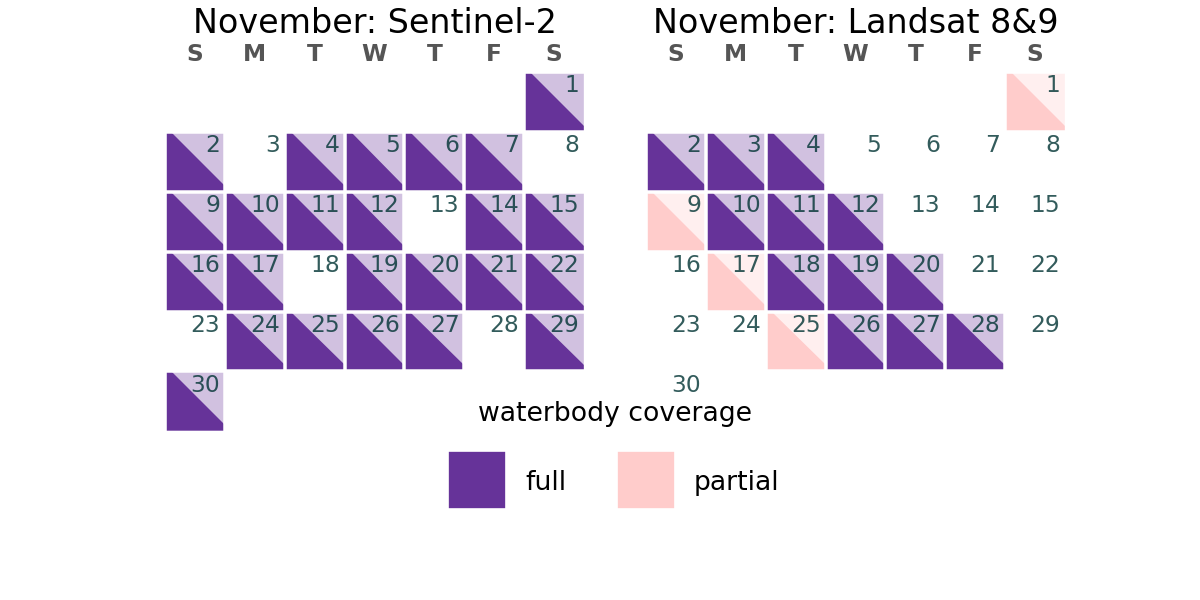 November: Sentinel-2
S M T W T F S
1
2 3 4 5 6 7 8
9 10 11 12 13 14 15
16 17 18 19 20 21 22
23 24 25 26 27 28 29
30
November: Landsat 8&9
S M T W T F S
1
2 3 4 5 6 7 8
9 10 11 12 13 14 15
16 17 18 19 20 21 22
23 24 25 26 27 28 29
30
waterbody coverage
full partial